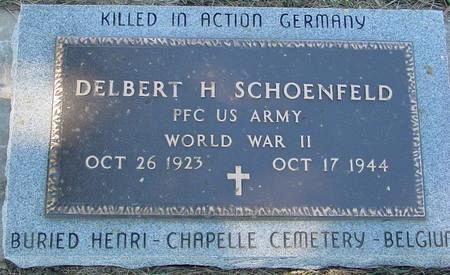 KILLED IN ACTION GERMANY
DELBERT H SCHOENFELD
PFC US ARMY
WORLD WAR II
OCT 26 1923 OCT 17 1944
BURIED HENRI-CHAPELLE CEMETERY-BELGIUM